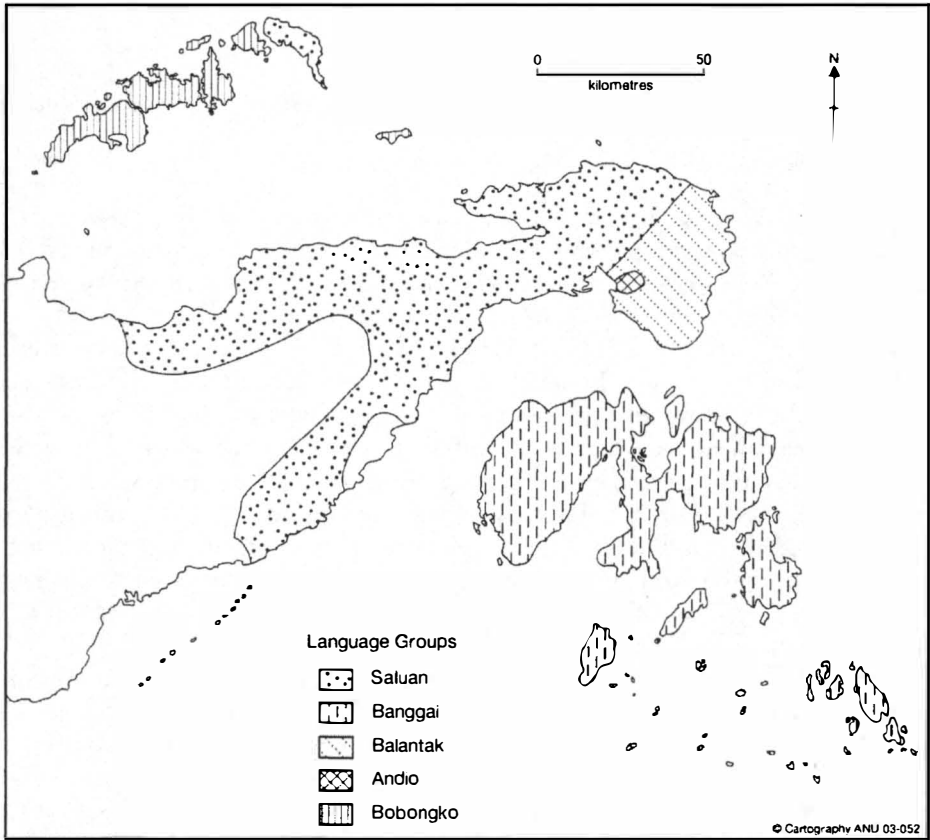 0 50
kilometres
N
Language Groups
Saluan
Banggai
Balantak
Andio
Bobongko
© Cartography ANU 03-052